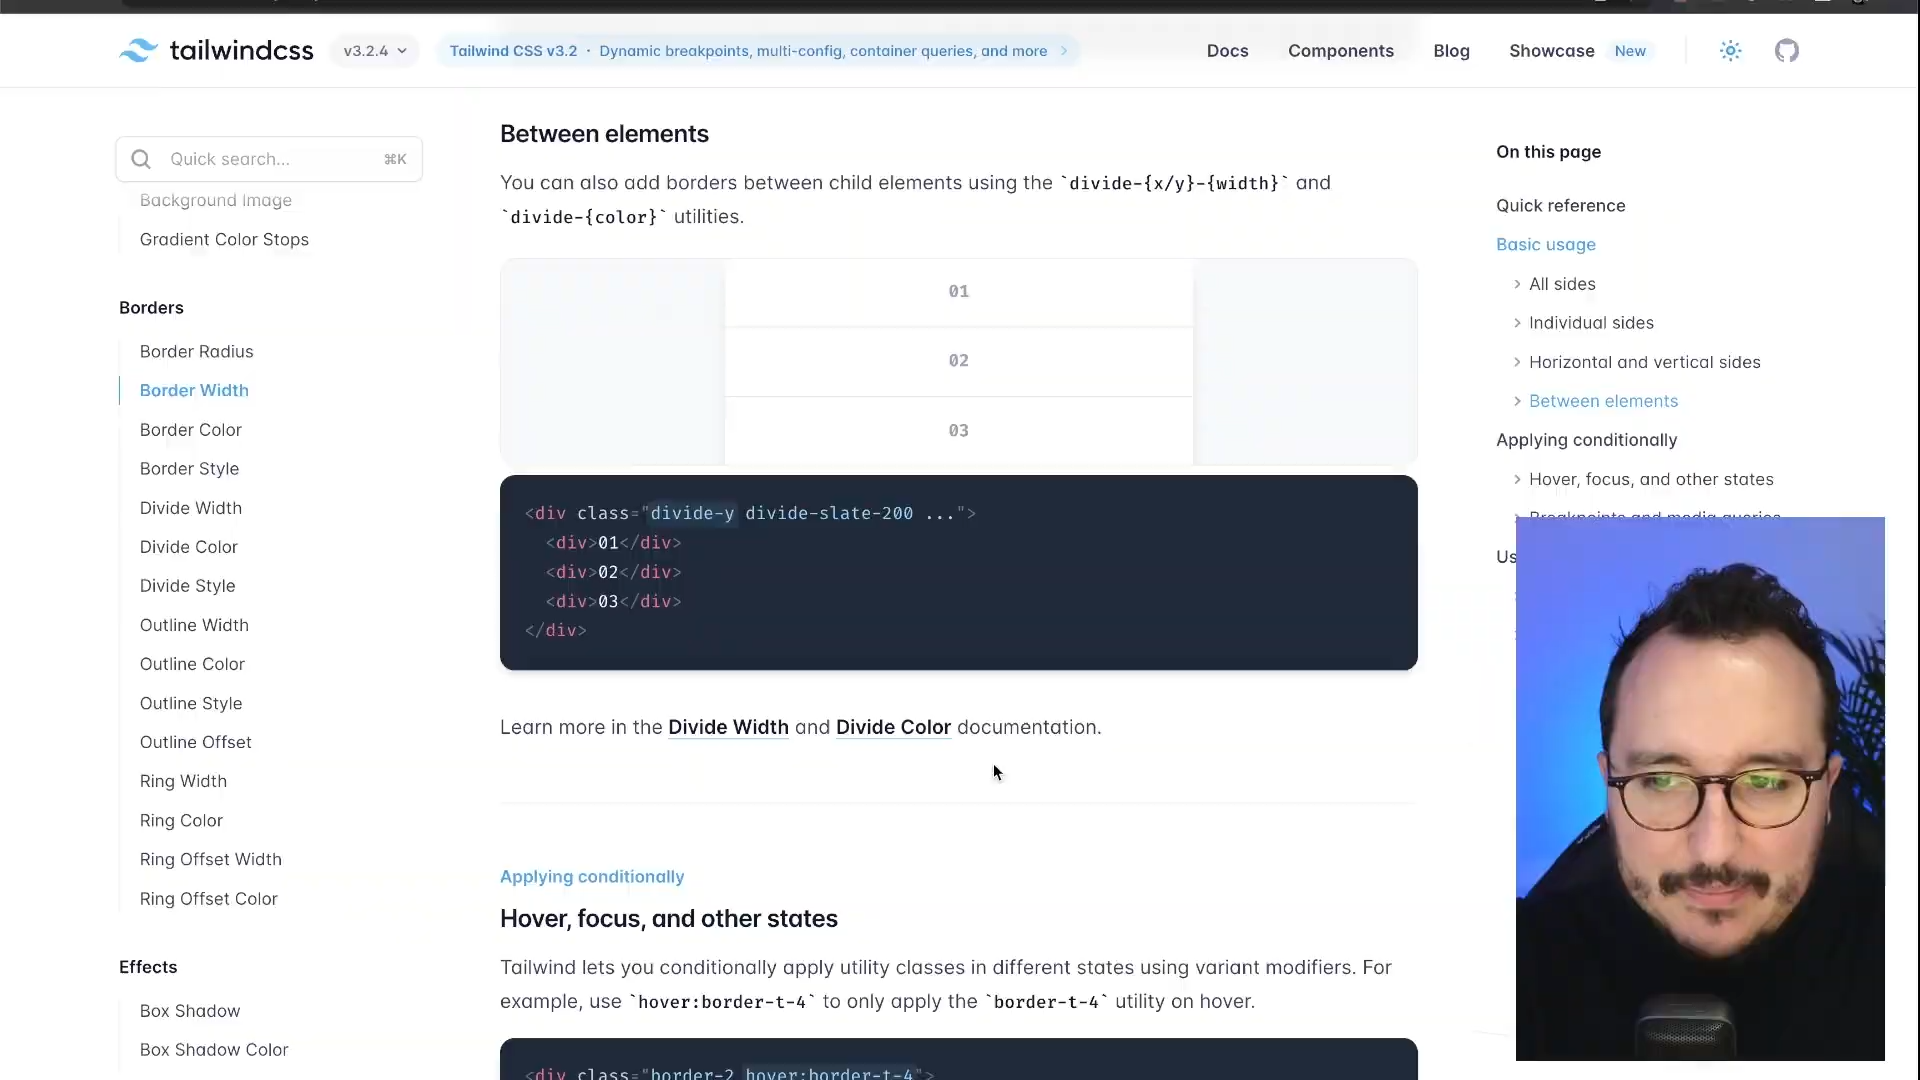 tailwindcss
v3.2.4
Tailwind CSS v3.2 · Dynamic breakpoints, multi-config, container queries, and more
Docs
Components
Blog
Showcase
New
Quick search...
⌘K
Background Image
Gradient Color Stops
Borders
Border Radius
Border Width
Border Color
Border Style
Divide Width
Divide Color
Divide Style
Outline Width
Outline Color
Outline Style
Outline Offset
Ring Width
Ring Color
Ring Offset Width
Ring Offset Color
Effects
Box Shadow
Box Shadow Color
Between elements
You can also add borders between child elements using the `divide-{x/y}-{width}` and
`divide-{color}` utilities.
01
02
03
<div class="divide-y divide-slate-200 ...">
<div>01</div>
<div>02</div>
<div>03</div>
</div>
Learn more in the Divide Width and Divide Color documentation.
Applying conditionally
Hover, focus, and other states
Tailwind lets you conditionally apply utility classes in different states using variant modifiers. For
example, use `hover:border-t-4` to only apply the `border-t-4` utility on hover.
<div class="border-2 hover:border-t-4">
On this page
Quick reference
Basic usage
All sides
Individual sides
Horizontal and vertical sides
Between elements
Applying conditionally
Hover, focus, and other states
Breakpoints and media queries
Us